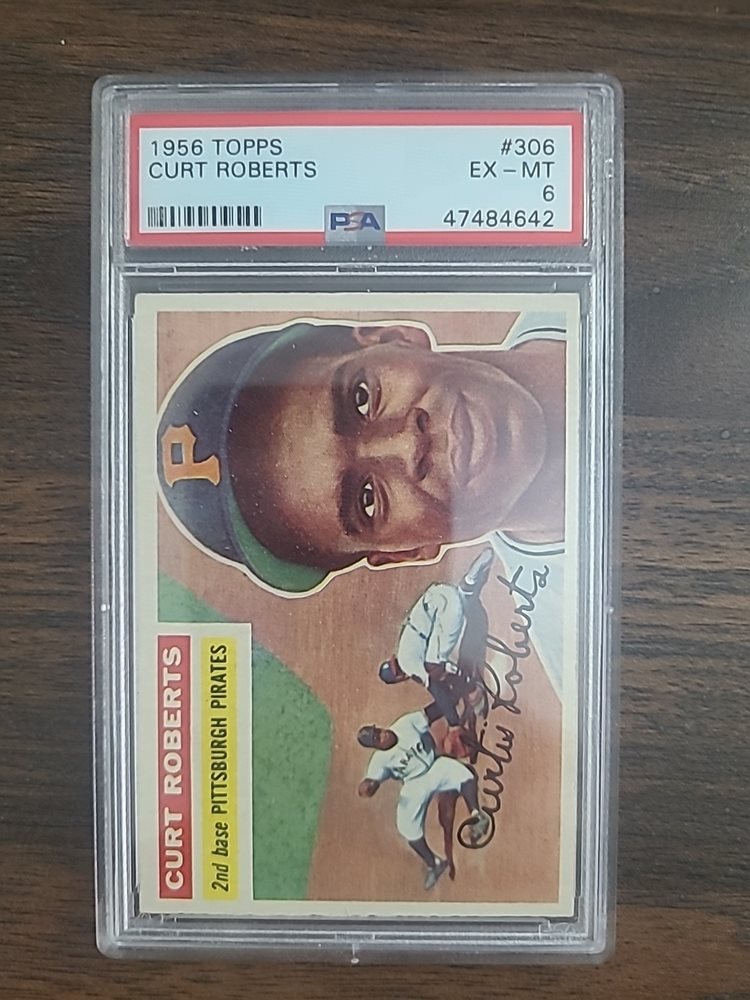 1956 TOPPS #306
CURT ROBERTS EX - MT
6
PSA 47484642
P
CURT ROBERTS
2nd base PITTSBURGH PIRATES
Curtis Roberts